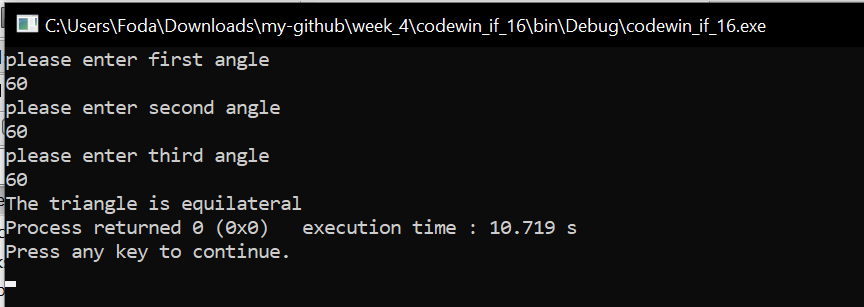 C:\Users\Foda\Downloads\my-github\week_4\codewin_if_16\bin\Debug\codewin_if_16.exe
please enter first angle
60
please enter second angle
60
please enter third angle
60
The triangle is equilateral
Process returned 0 (0x0)   execution time : 10.719 s
Press any key to continue.